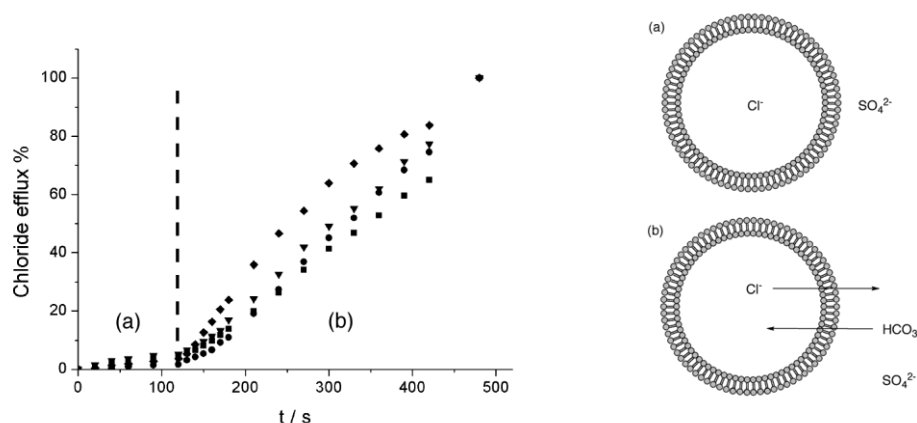 Chloride efflux %
100
80
60
40
20
0
(a)
(b)
0
100
200
300
400
500
t / s
(a)
Cl⁻
SO₄²⁻
(b)
Cl⁻
HCO₃
SO₄²⁻